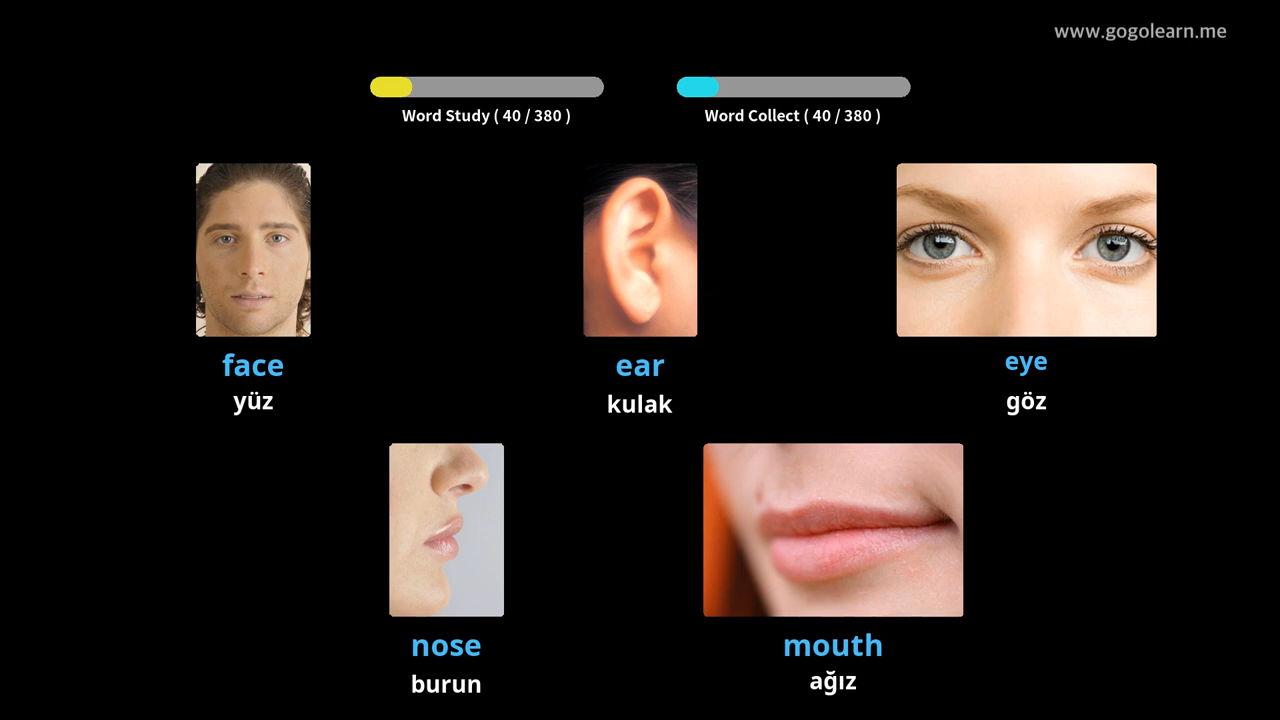 www.gogolearn.me
Word Study ( 40 / 380 )
Word Collect ( 40 / 380 )
face
yüz
ear
kulak
eye
göz
nose
burun
mouth
ağız